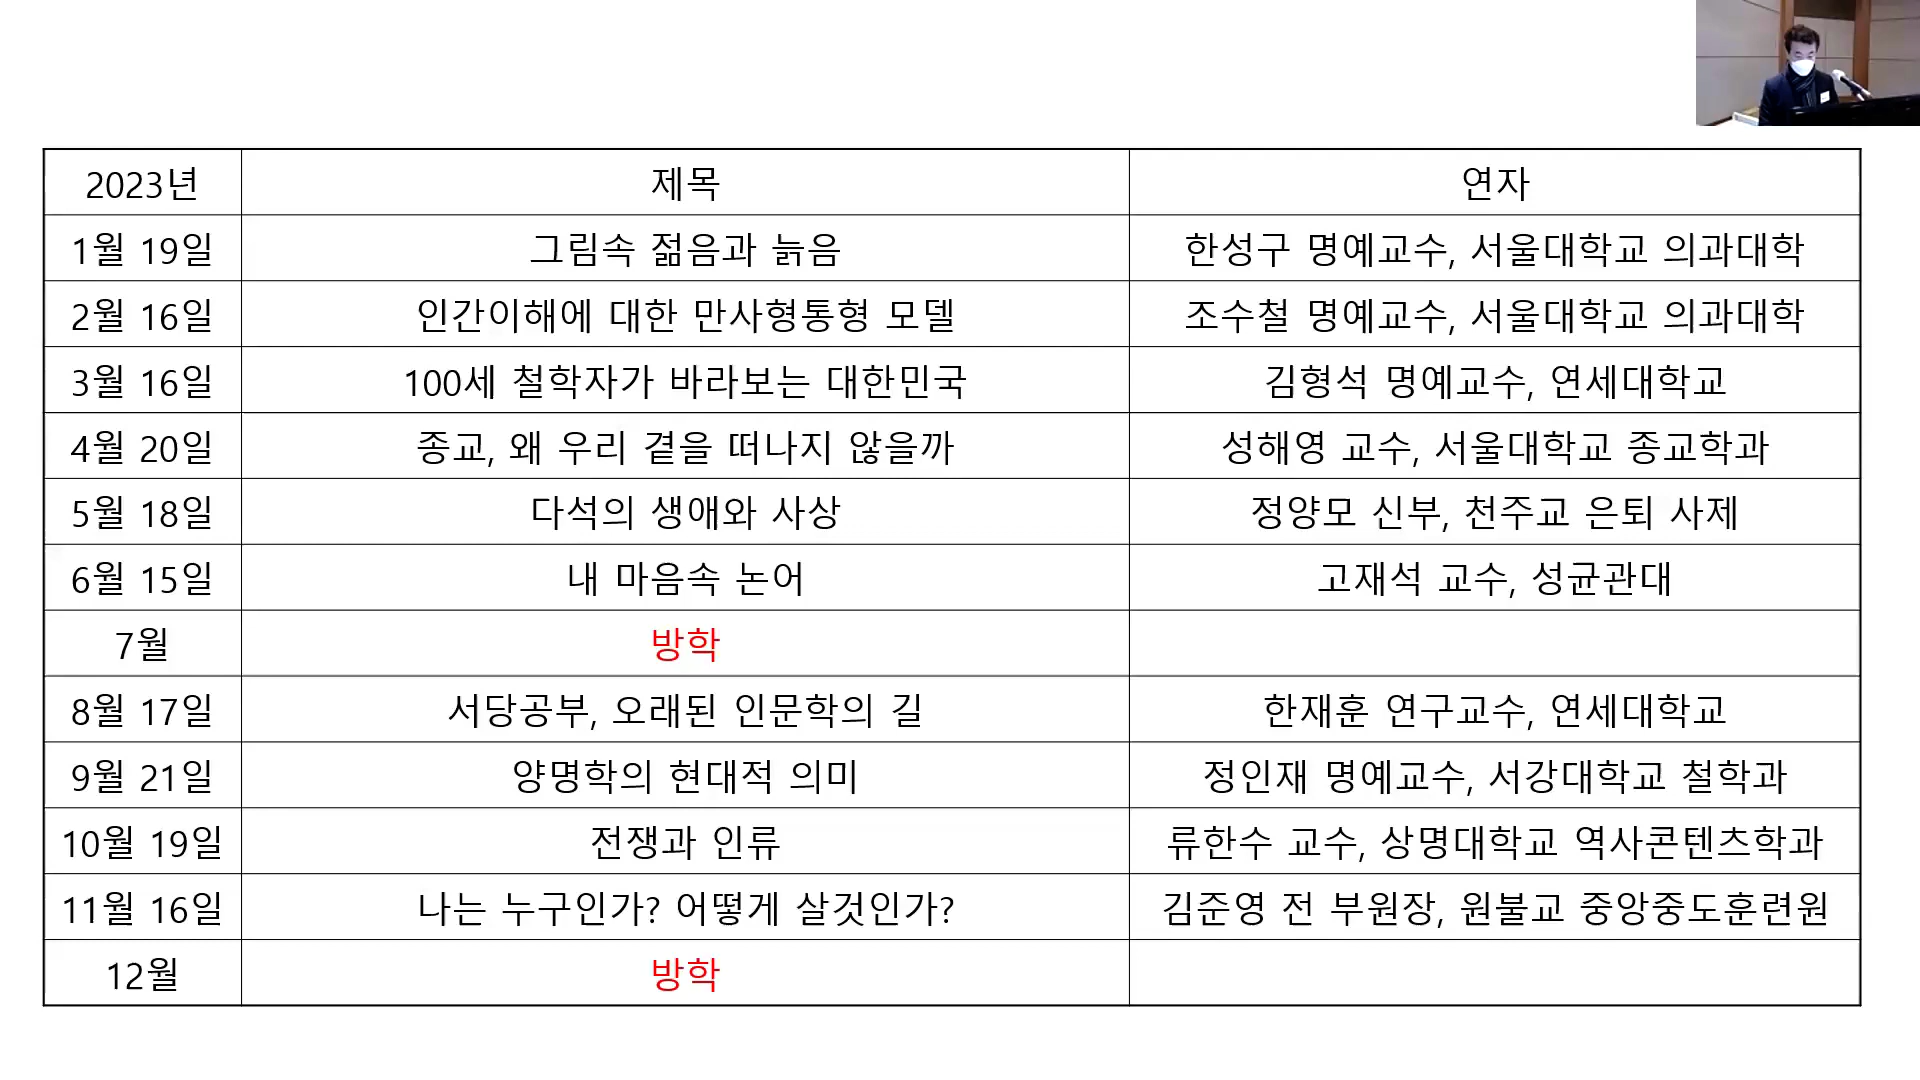 2023년 제목 연자
1월 19일 그림속 젊음과 늙음 한성구 명예교수, 서울대학교 의과대학
2월 16일 인간이해에 대한 만사형통형 모델 조수철 명예교수, 서울대학교 의과대학
3월 16일 100세 철학자가 바라보는 대한민국 김형석 명예교수, 연세대학교
4월 20일 종교, 왜 우리 곁을 떠나지 않을까 성해영 교수, 서울대학교 종교학과
5월 18일 다석의 생애와 사상 정양모 신부, 천주교 은퇴 사제
6월 15일 내 마음속 논어 고재석 교수, 성균관대
7월 방학
8월 17일 서당공부, 오래된 인문학의 길 한재훈 연구교수, 연세대학교
9월 21일 양명학의 현대적 의미 정인재 명예교수, 서강대학교 철학과
10월 19일 전쟁과 인류 류한수 교수, 상명대학교 역사콘텐츠학과
11월 16일 나는 누구인가? 어떻게 살것인가? 김준영 전 부원장, 원불교 중앙중도훈련원
12월 방학